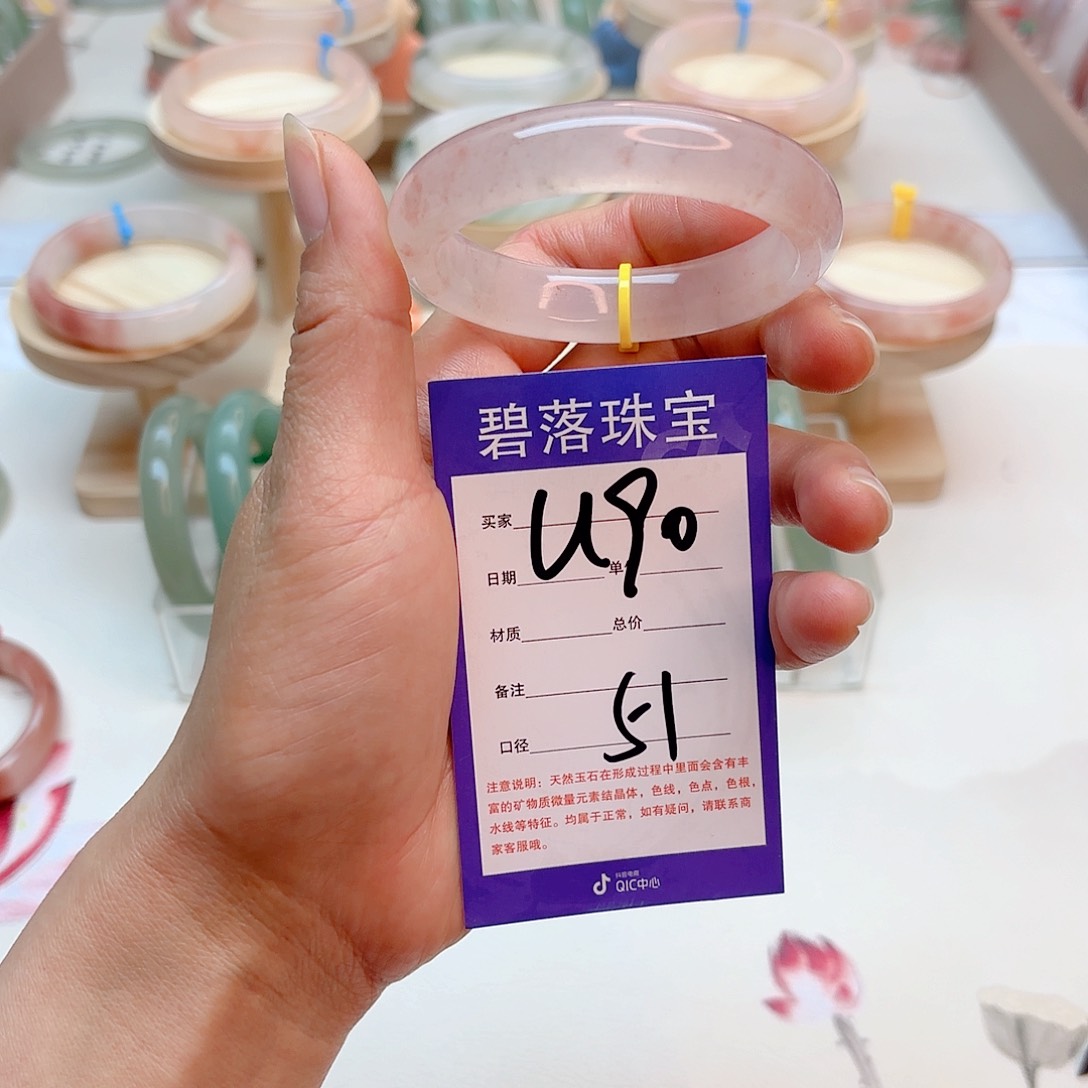 碧落珠宝
买家 U90
日期 单
材质 总价
备注
口径 51
注意说明：天然玉石在形成过程中里面会含有丰
富的矿物质微量元素结晶体，色线，色点，色根，
水线等特征。均属于正常，如有疑问，请联系商
家客服哦。
抖音电商
QIC中心